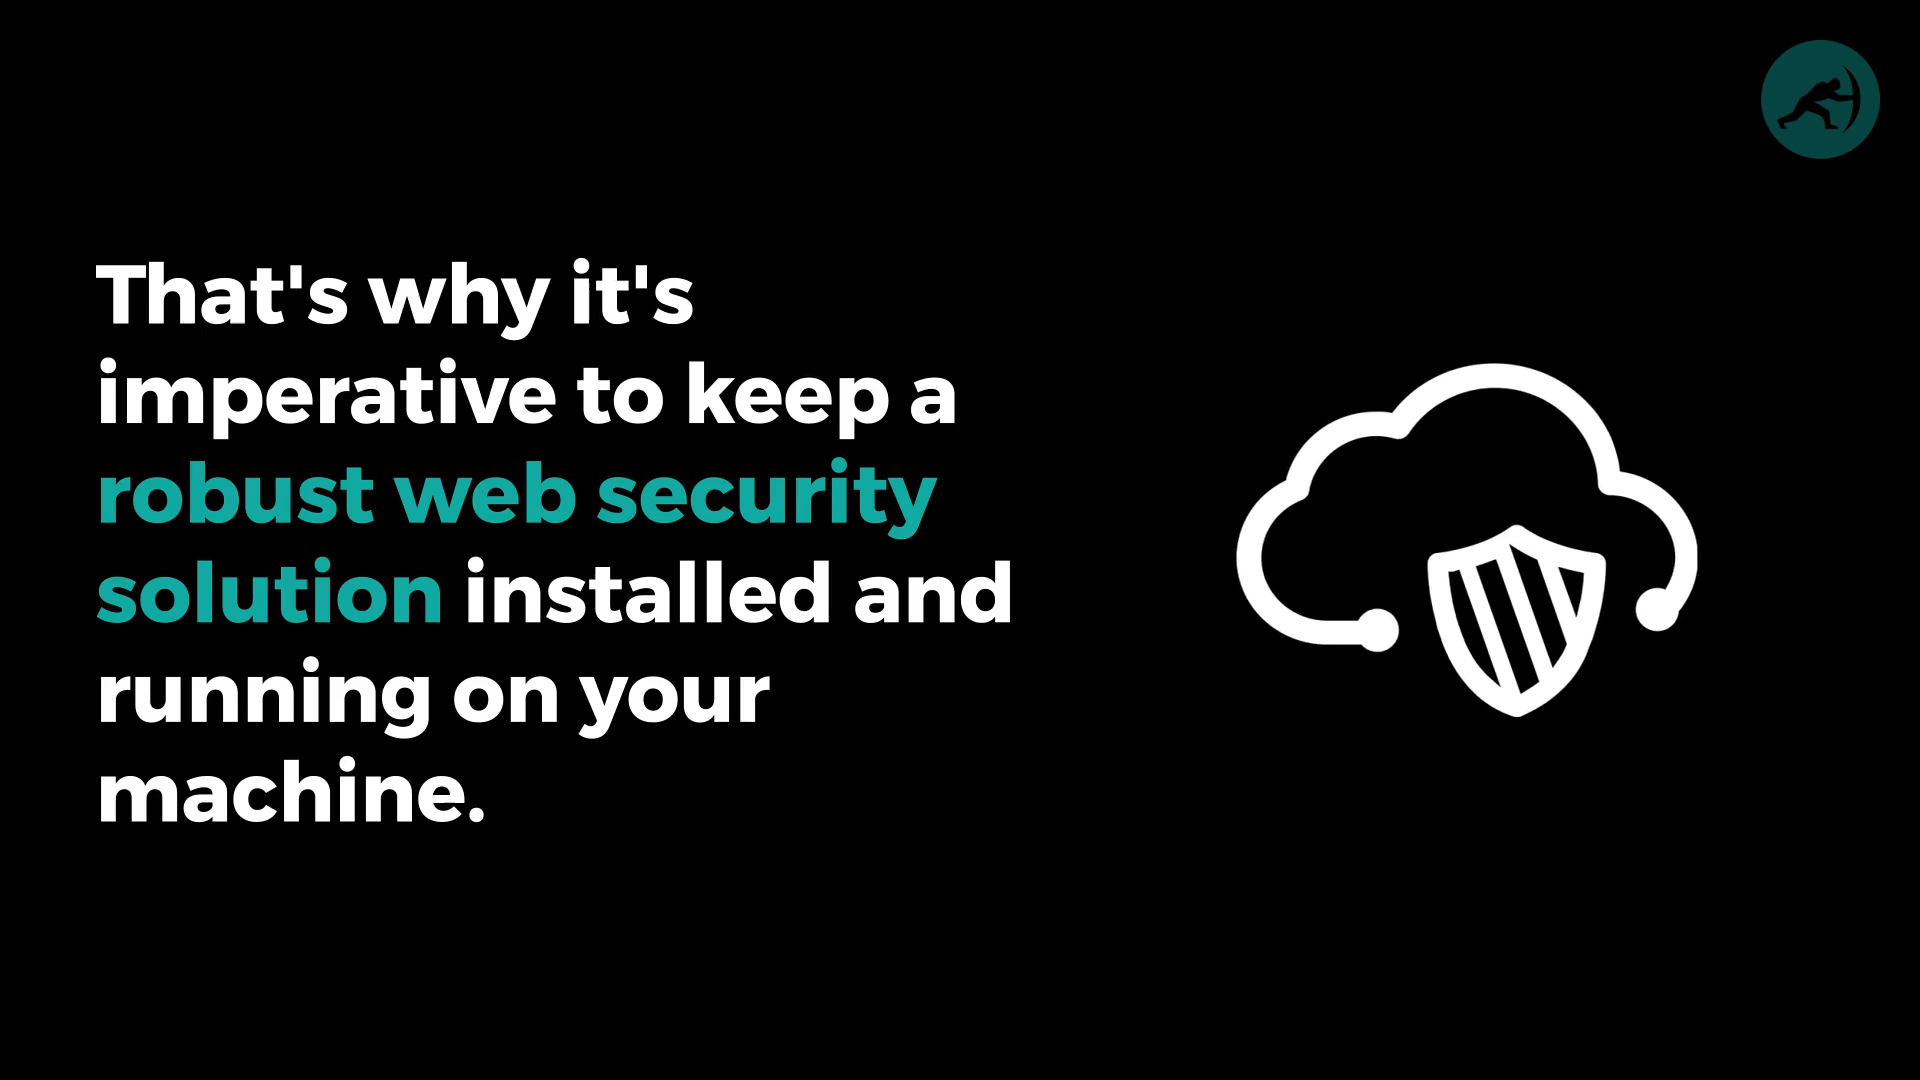 That's why it's
imperative to keep a
robust web security
solution installed and
running on your
machine.